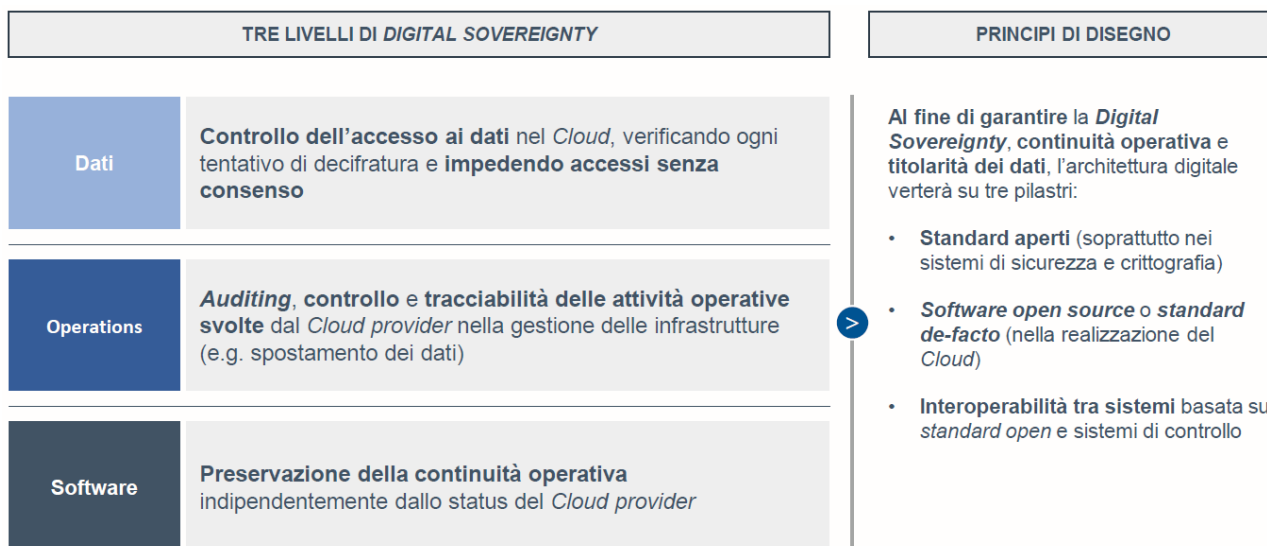 TRE LIVELLI DI DIGITAL SOVEREIGNTY
Dati
Controllo dell’accesso ai dati nel Cloud, verificando ogni
tentativo di decifratura e impedendo accessi senza
consenso
Operations
Auditing, controllo e tracciabilità delle attività operative
svolte dal Cloud provider nella gestione delle infrastrutture
(e.g. spostamento dei dati)
Software
Preservazione della continuità operativa
indipendentemente dallo status del Cloud provider
>
PRINCIPI DI DISEGNO
Al fine di garantire la Digital
Sovereignty, continuità operativa e
titolarità dei dati, l’architettura digitale
verterà su tre pilastri:
• Standard aperti (soprattutto nei
sistemi di sicurezza e crittografia)
• Software open source o standard
de-facto (nella realizzazione del
Cloud)
• Interoperabilità tra sistemi basata su
standard open e sistemi di controllo